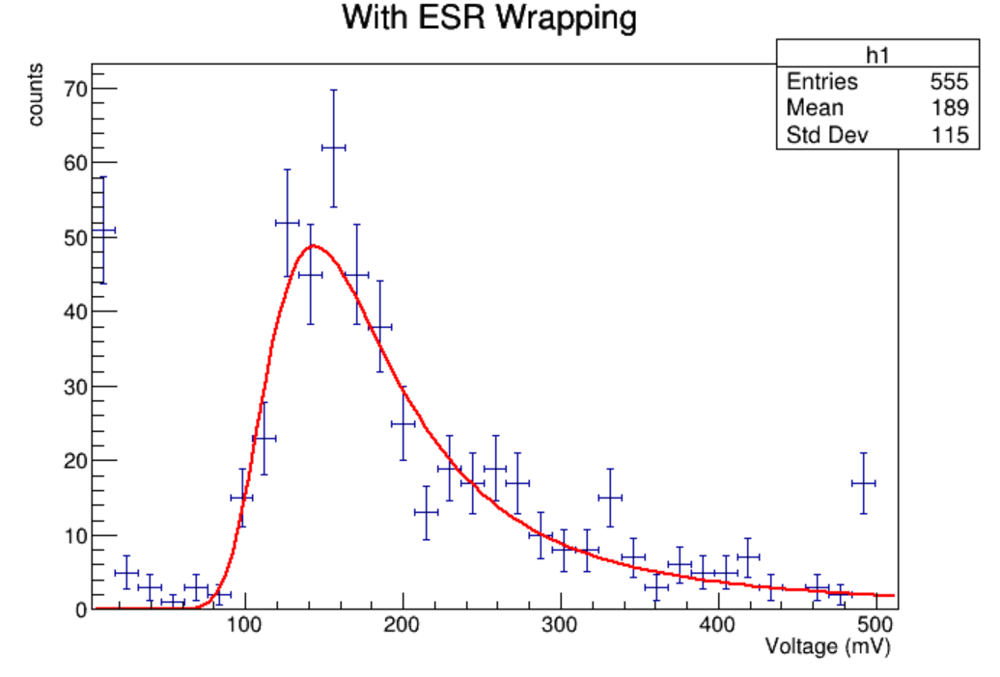 With ESR Wrapping
h1
Entries 555
Mean 189
Std Dev 115
counts
70
60
50
40
30
20
10
0
100 200 300 400 500
Voltage (mV)